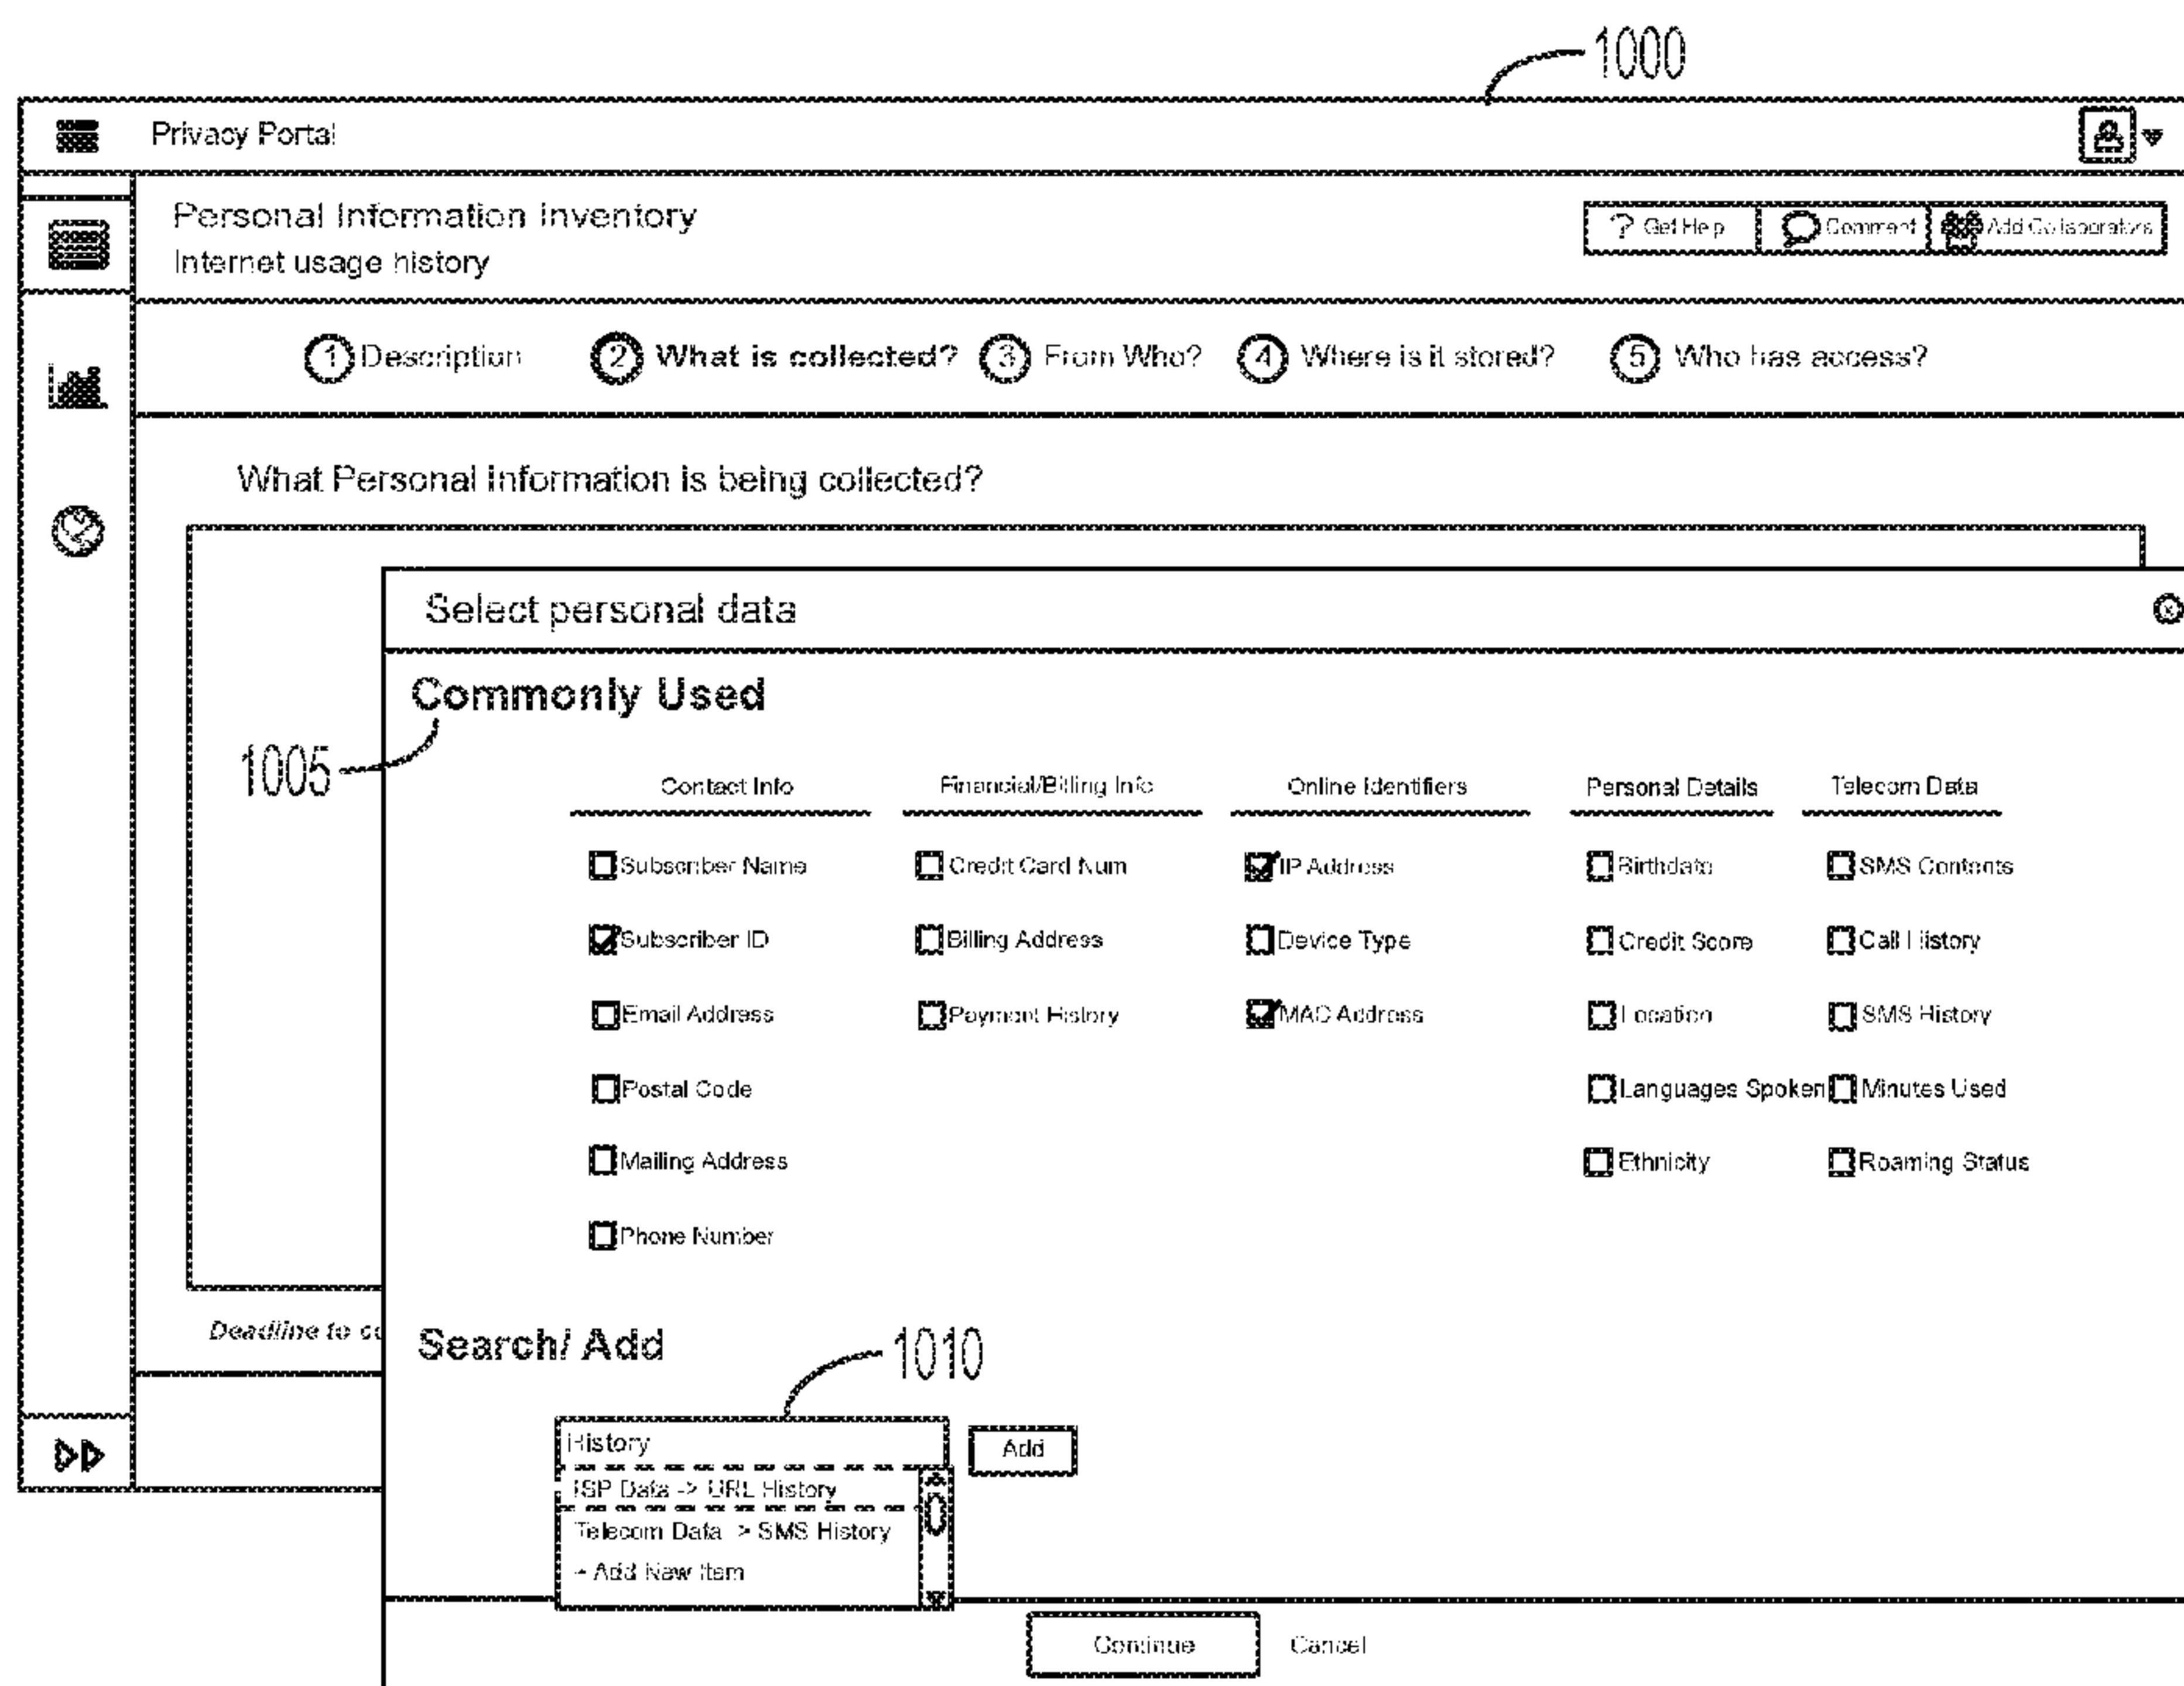 1000
Privacy Portal
Personal Information Inventory
Internet usage history
? Get Help Comment Add Collaborators
1 Description 2 What is collected? 3 From Who? 4 Where is it stored? 5 Who has access?
What Personal Information is being collected?
Select personal data
Commonly Used
1005
Contact Info Financial/Billing Info Online Identifiers Personal Details Telecom Data
Subscriber Name Credit Card Num IP Address Birthdate SMS Contents
Subscriber ID Billing Address Device Type Credit Score Call History
Email Address Payment History MAC Address Location SMS History
Postal Code Languages Spoken Minutes Used
Mailing Address Ethnicity Roaming Status
Phone Number
Deadline to
Search/ Add
1010
History Add
ISP Data -> URL History
Telecom Data -> SMS History
+ Add New Item
Continue Cancel